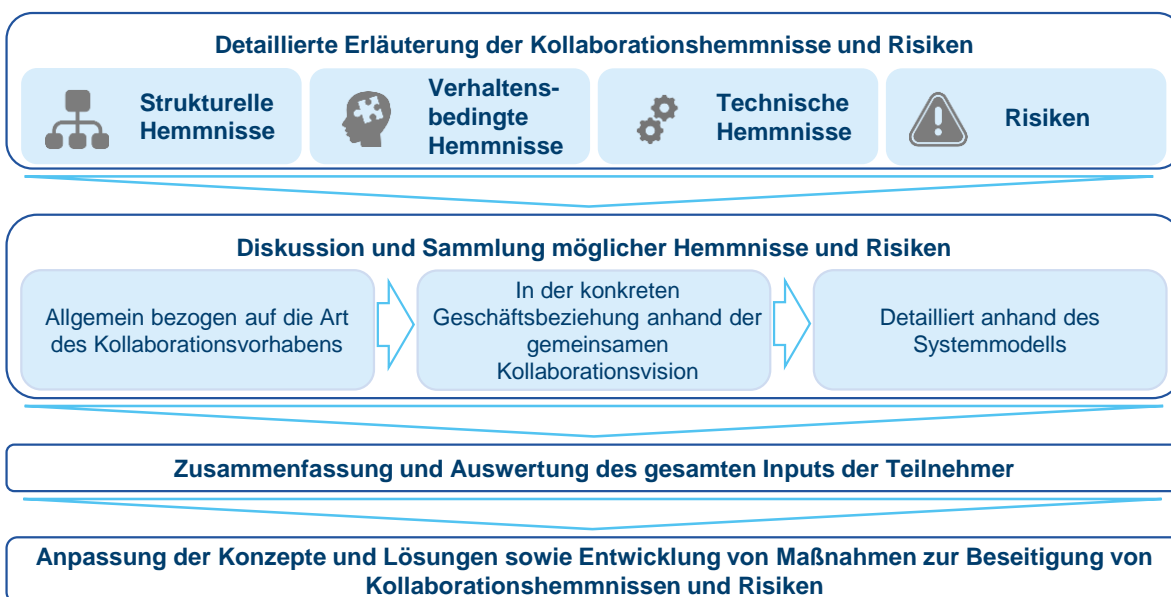 Detaillierte Erläuterung der Kollaborationshemmnisse und Risiken
Strukturelle
Hemmnisse
Verhaltens-
bedingte
Hemmnisse
Technische
Hemmnisse
Risiken
Diskussion und Sammlung möglicher Hemmnisse und Risiken
Allgemein bezogen auf die Art
des Kollaborationsvorhabens
In der konkreten
Geschäftsbeziehung anhand der
gemeinsamen
Kollaborationsvision
Detailliert anhand des
Systemmodells
Zusammenfassung und Auswertung des gesamten Inputs der Teilnehmer
Anpassung der Konzepte und Lösungen sowie Entwicklung von Maßnahmen zur Beseitigung von
Kollaborationshemmnissen und Risiken